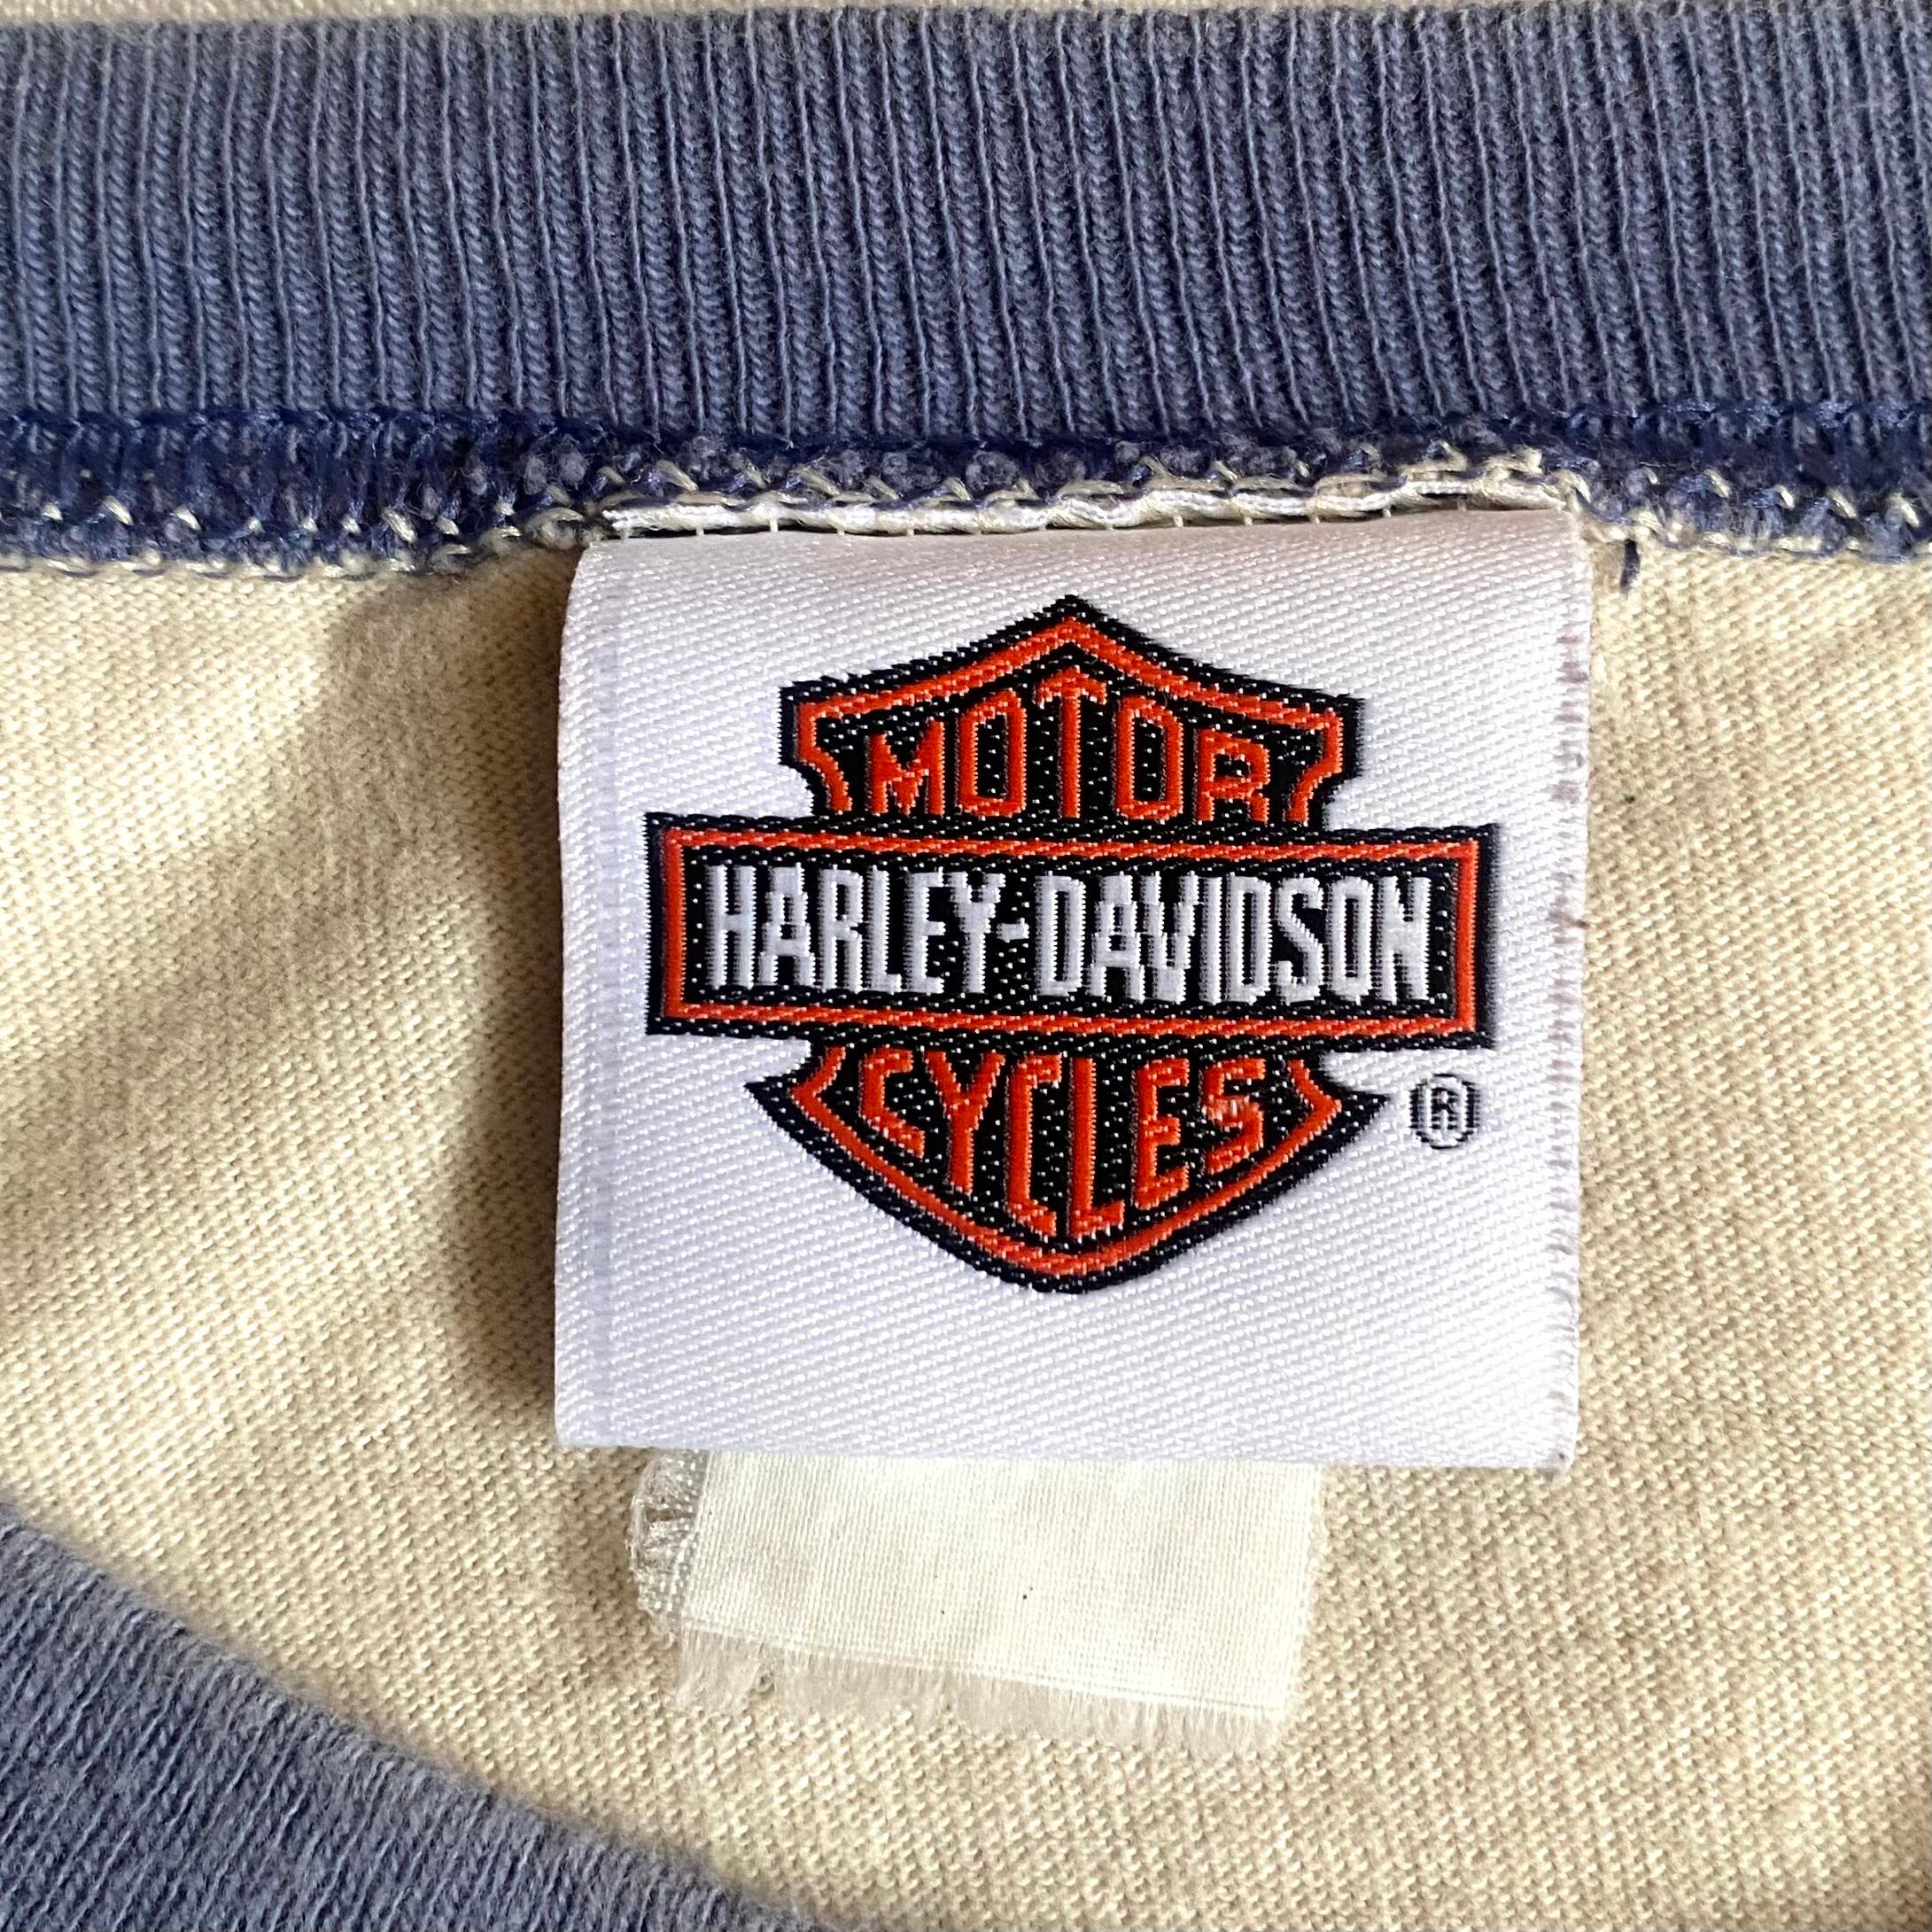 MOTOR
HARLEY-DAVIDSON
CYCLES
®